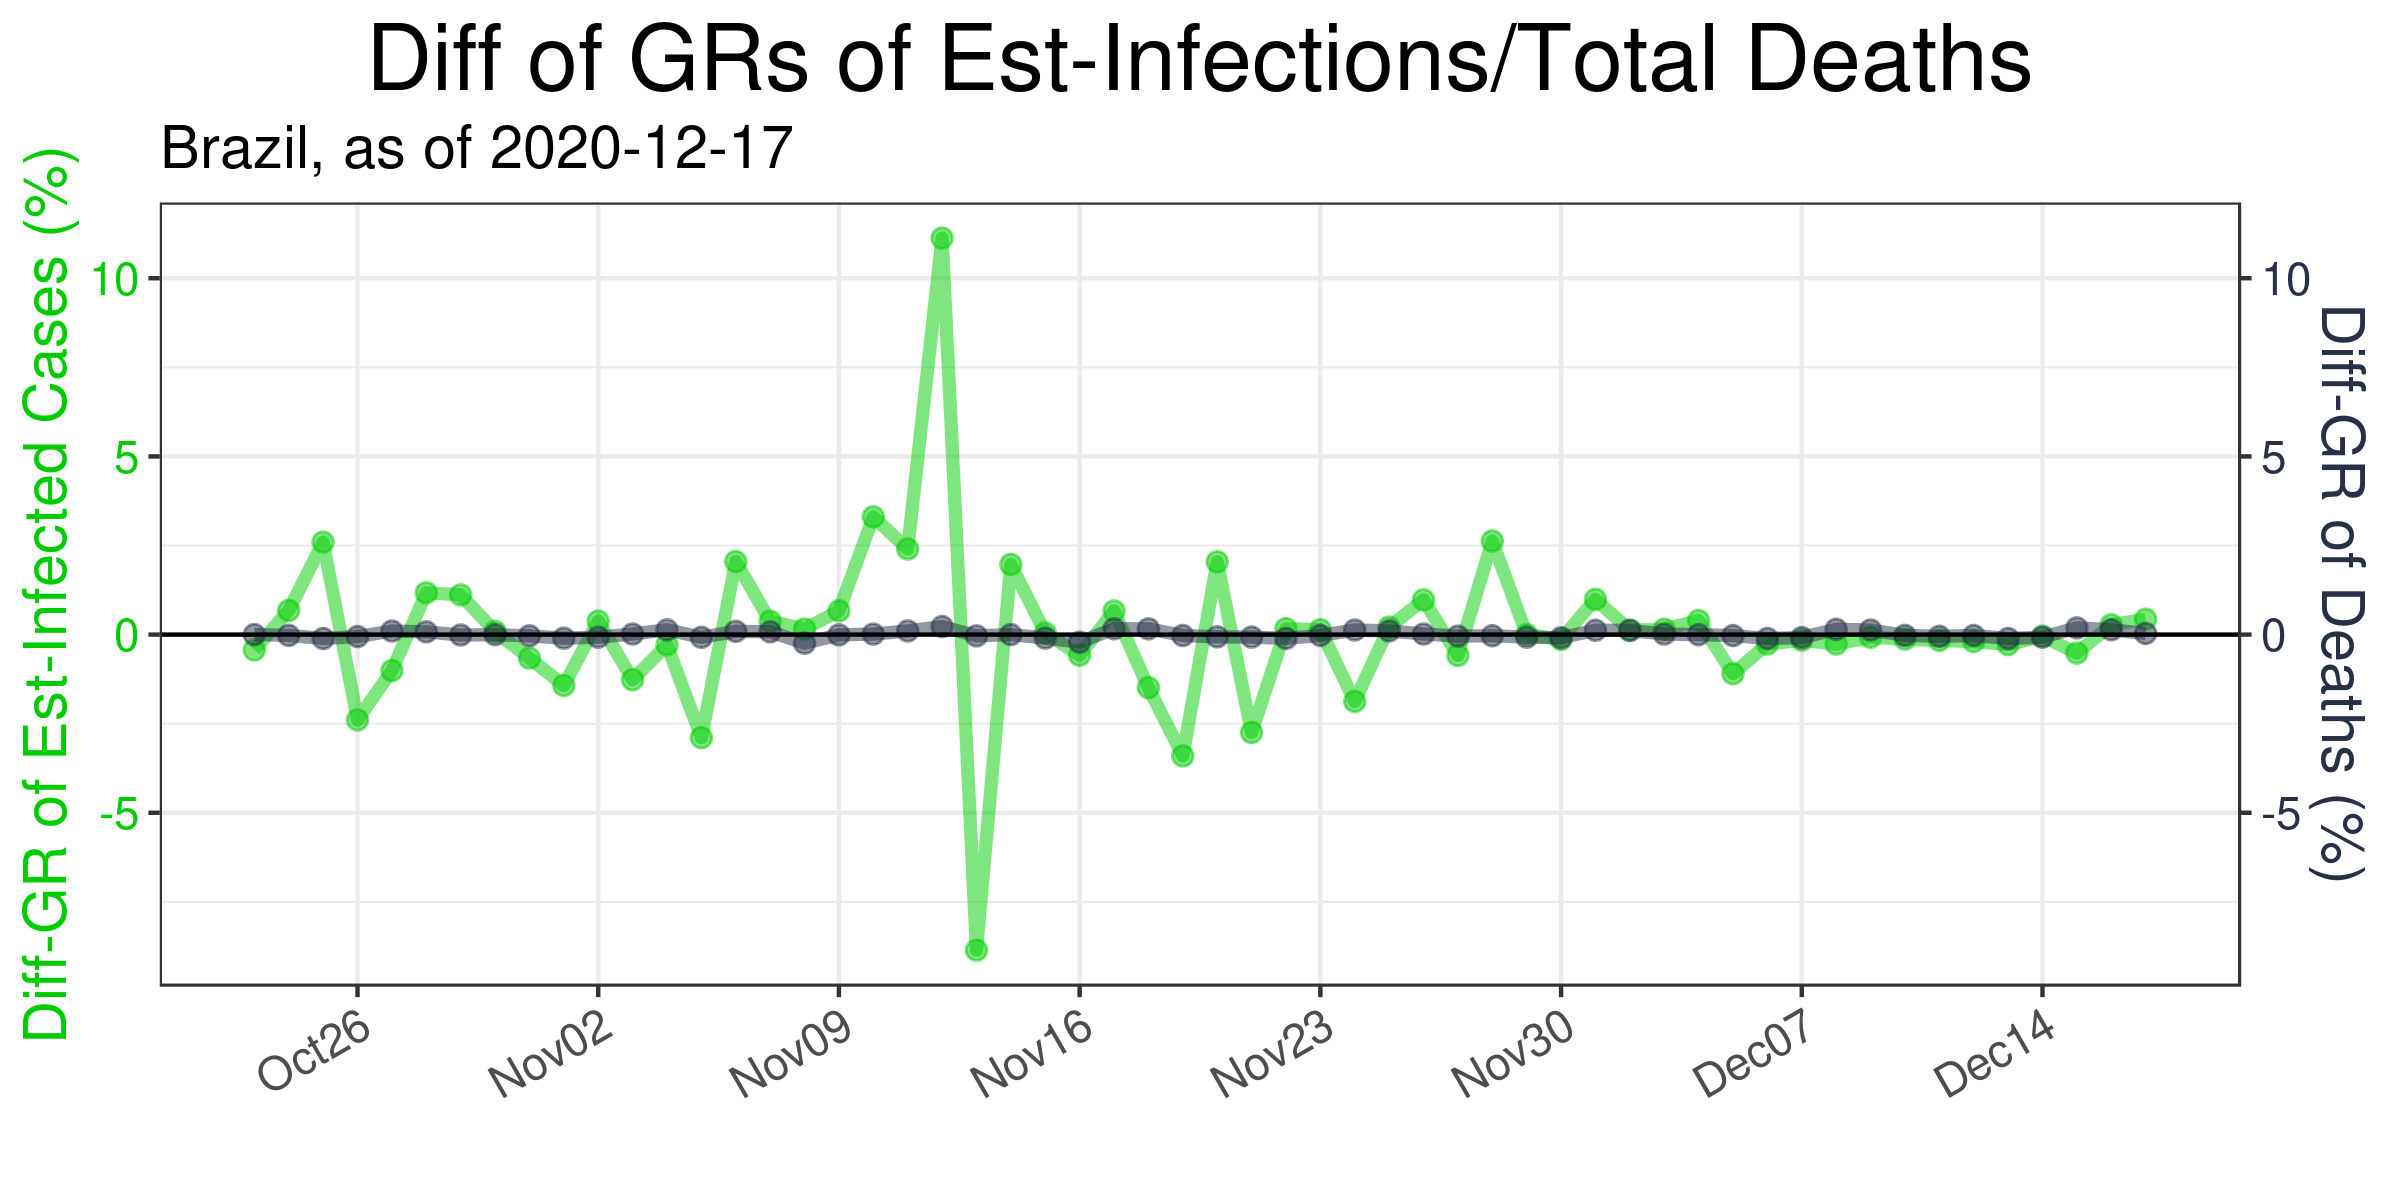 Diff of GRs of Est-Infections/Total Deaths
Brazil, as of 2020-12-17
Diff-GR of Est-Infected Cases (%)
10
5
0
-5
10
5
0
-5
Diff-GR of Deaths (%)
Oct26
Nov02
Nov09
Nov16
Nov23
Nov30
Dec07
Dec14